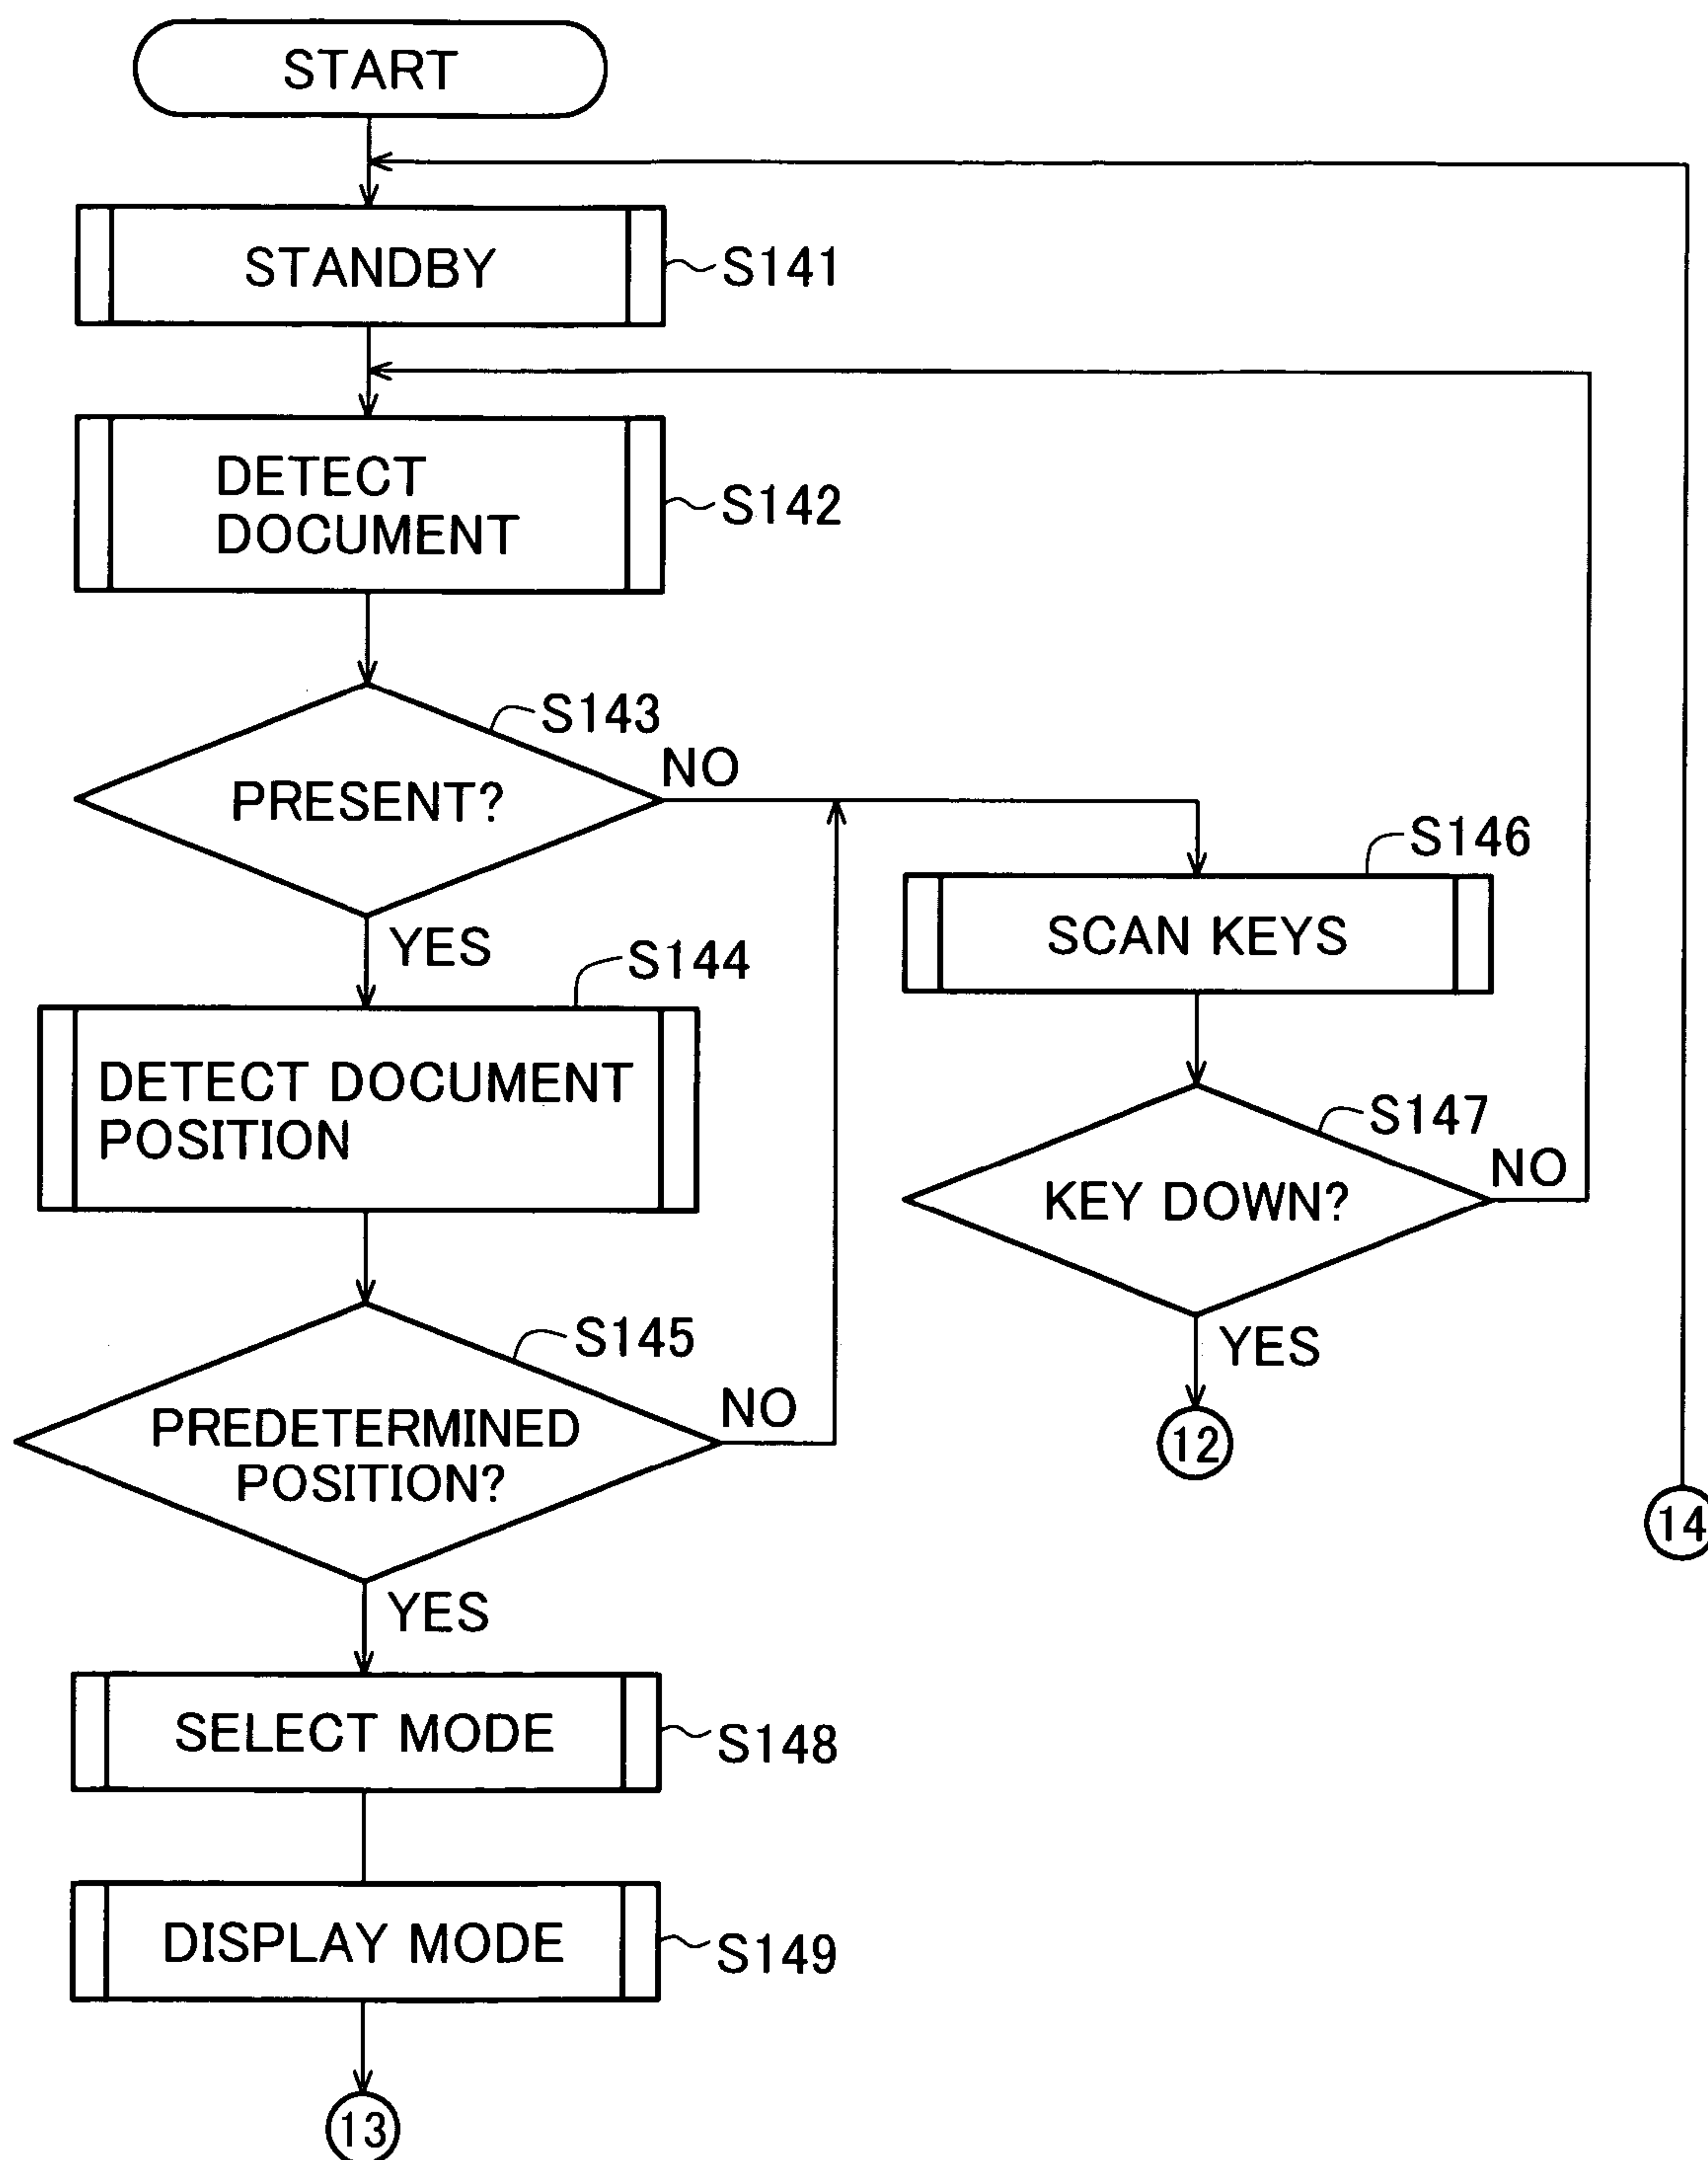 START
STANDBY
S141
DETECT
DOCUMENT
S142
S143
PRESENT?
NO
YES
S144
DETECT DOCUMENT
POSITION
S145
PREDETERMINED
POSITION?
NO
YES
S146
SCAN KEYS
S147
KEY DOWN?
NO
YES
12
14
SELECT MODE
S148
DISPLAY MODE
S149
13